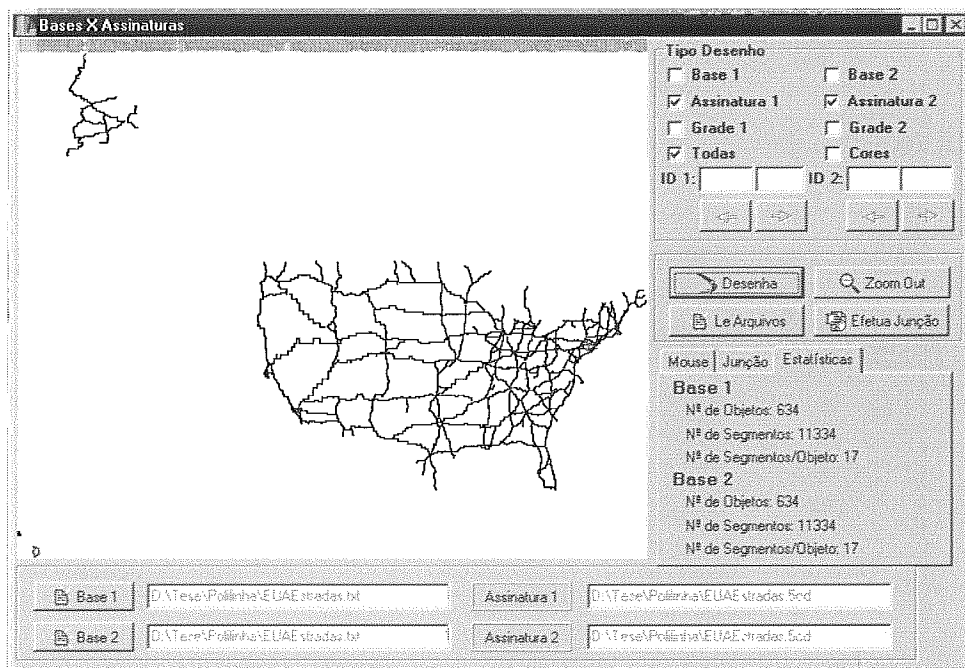 Bases X Assinaturas
Tipo Desenho
Base 1
Base 2
Assinatura 1
Assinatura 2
Grade 1
Grade 2
Todas
Cores
ID 1:
ID 2:
Desenha
Zoom Out
Le Arquivos
Efetua Junção
Mouse
Junção
Estatísticas
Base 1
Nº de Objetos: 634
Nº de Segmentos: 11334
Nº de Segmentos/Objeto: 17
Base 2
Nº de Objetos: 634
Nº de Segmentos: 11334
Nº de Segmentos/Objeto: 17
Base 1
D:\Tese\Polilinha\EUAEstradas.txt
Assinatura 1
D:\Tese\Polilinha\EUAEstradas.5cd
Base 2
D:\Tese\Polilinha\EUAEstradas.txt
Assinatura 2
D:\Tese\Polilinha\EUAEstradas.5cd